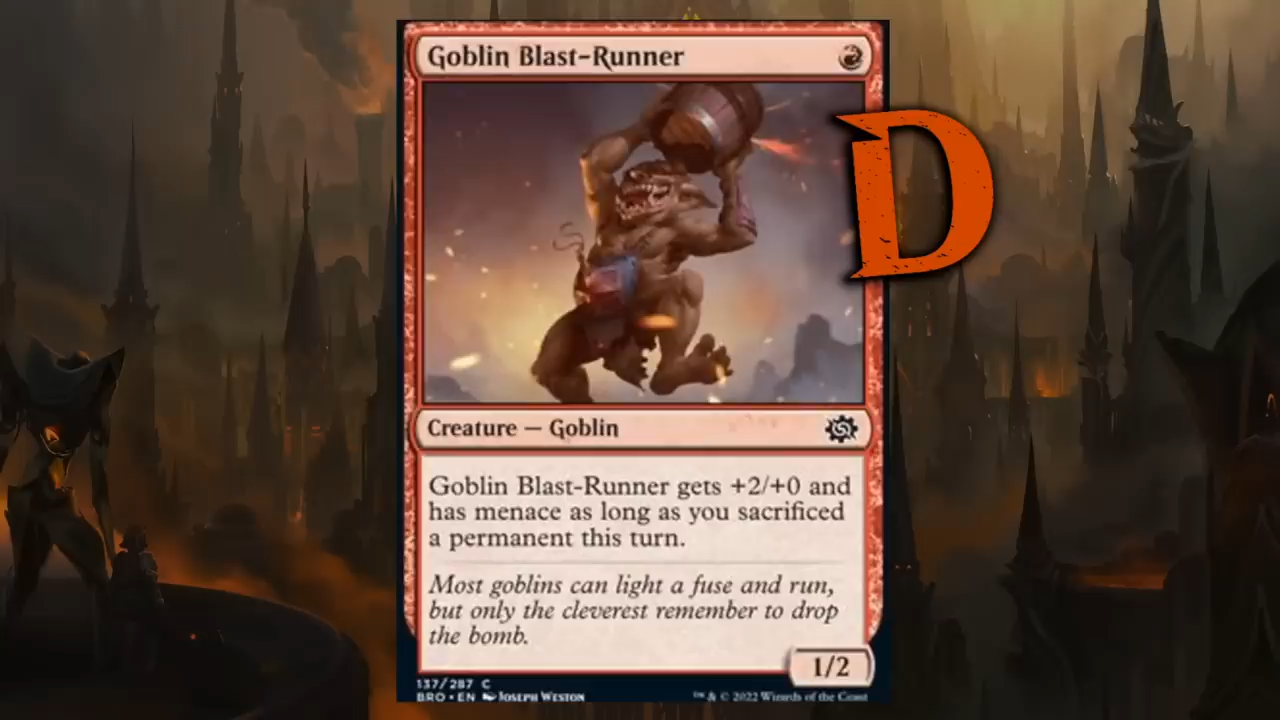 Goblin Blast-Runner
D
Creature — Goblin
Goblin Blast-Runner gets +2/+0 and
has menace as long as you sacrificed
a permanent this turn.
Most goblins can light a fuse and run,
but only the cleverest remember to drop
the bomb.
1/2
137/287 C
BRO • EN Joseph Weston
™ & © 2022 Wizards of the Coast